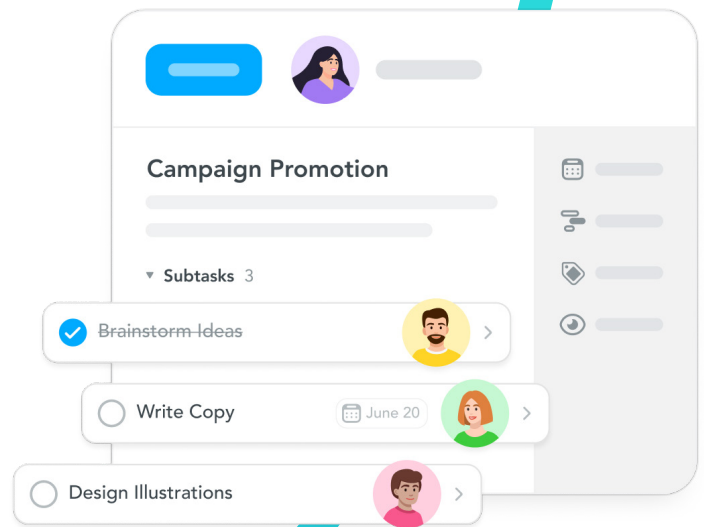 Campaign Promotion
Subtasks 3
Brainstorm Ideas
Write Copy June 20
Design Illustrations